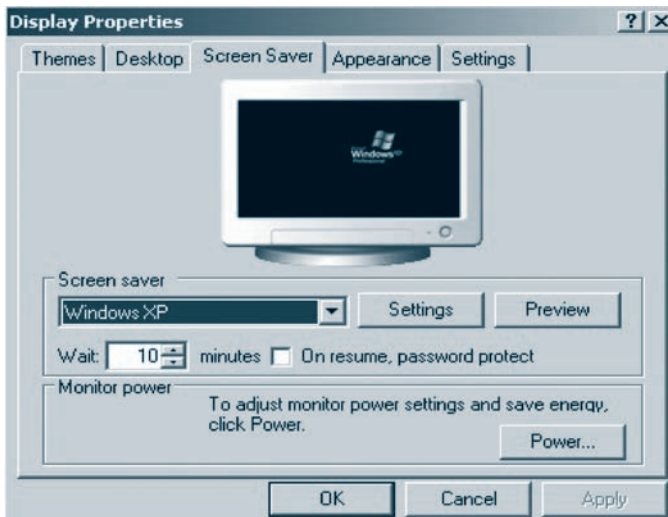 Display Properties
? X
Themes Desktop Screen Saver Appearance Settings
Windows XP
Professional
Screen saver
Windows XP Settings Preview
Wait: 10 minutes On resume, password protect
Monitor power
To adjust monitor power settings and save energy,
click Power.
Power...
OK Cancel Apply